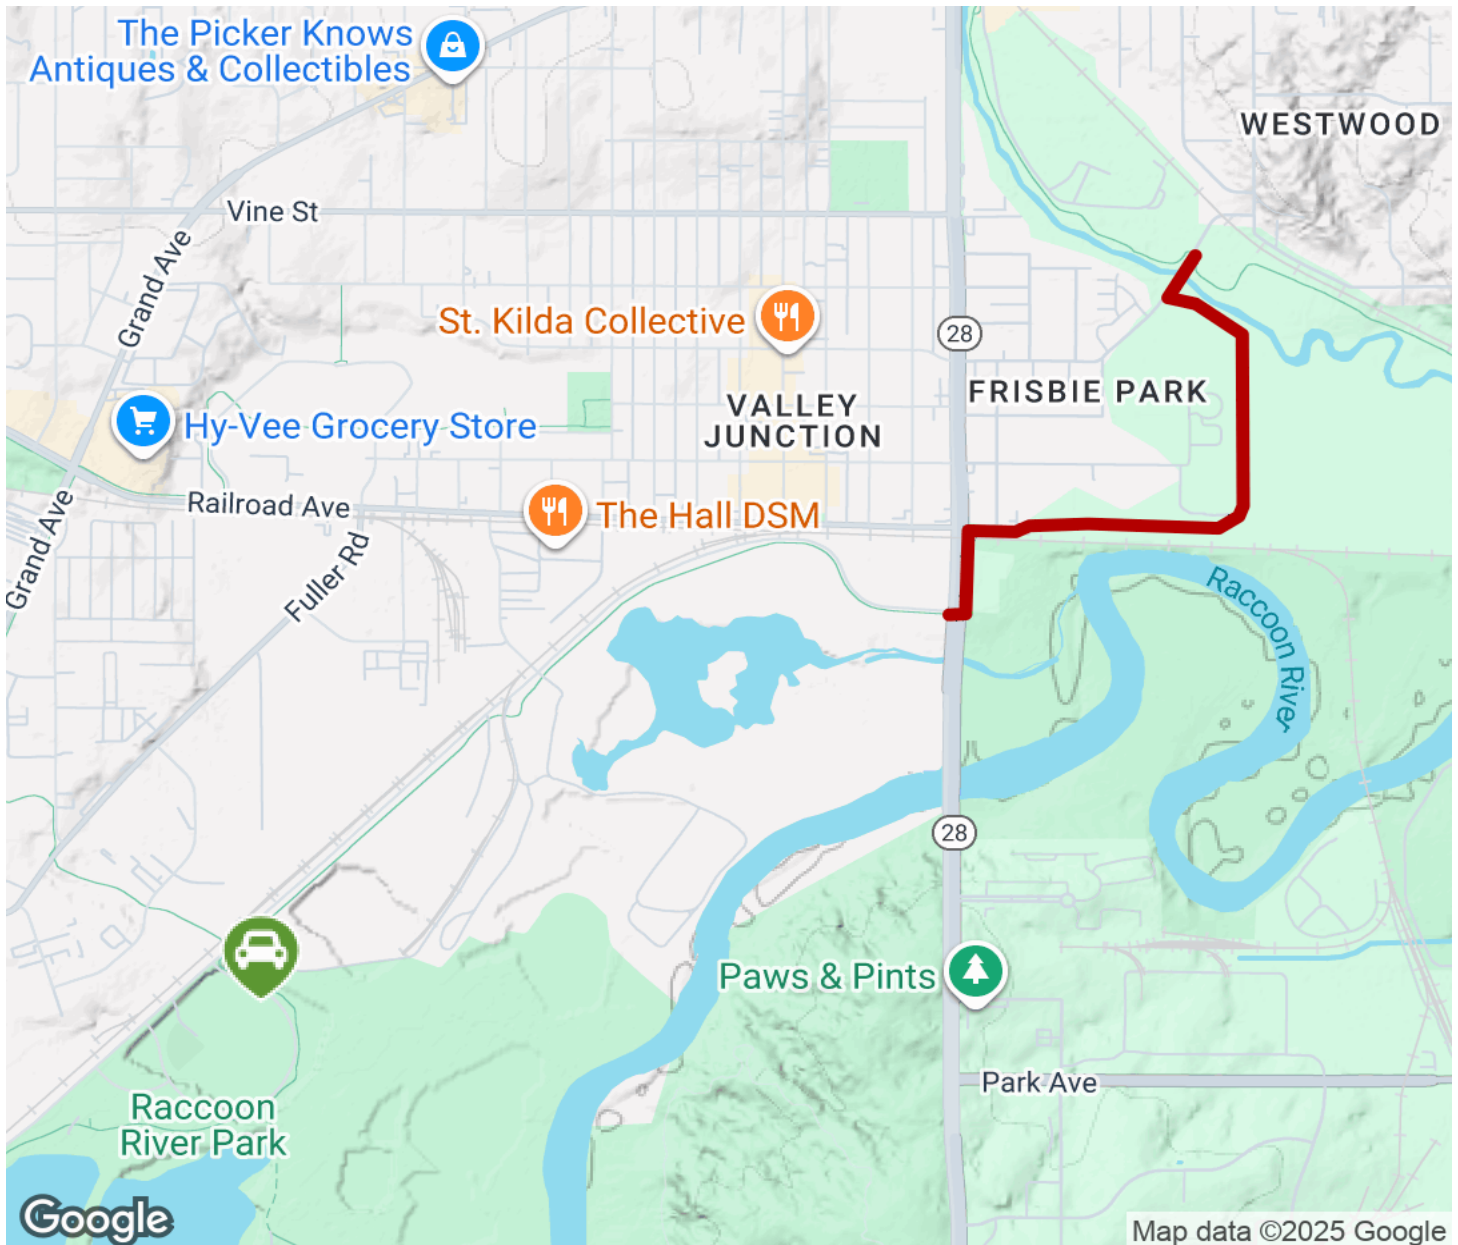 The Picker Knows
Antiques & Collectibles
WESTWOOD
Vine St
Grand Ave
St. Kilda Collective
28
FRISBIE PARK
VALLEY
JUNCTION
Hy-Vee Grocery Store
Railroad Ave
The Hall DSM
Grand Ave
Fuller Rd
Raccoon River
28
Paws & Pints
Park Ave
Raccoon
River Park
Google
Map data ©2025 Google